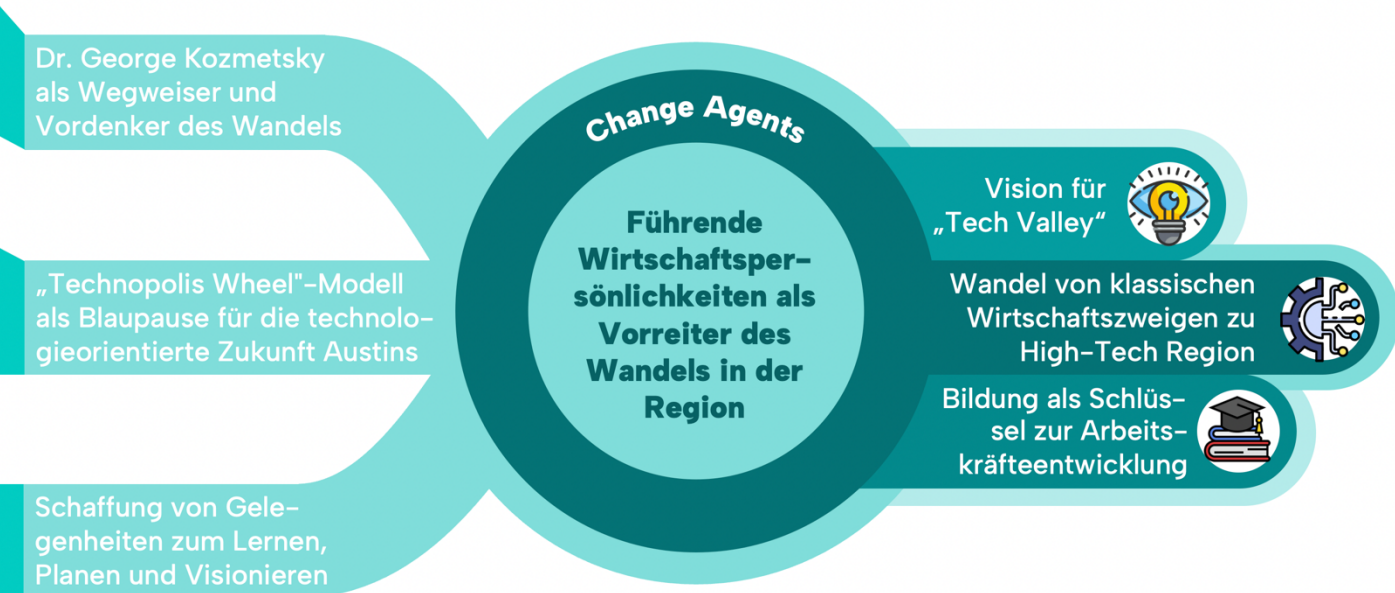 Dr. George Kozmetsky
als Wegweiser und
Vordenker des Wandels
„Technopolis Wheel"-Modell
als Blaupause für die technolo-
gieorientierte Zukunft Austins
Schaffung von Gele-
genheiten zum Lernen,
Planen und Visionieren
Change Agents
Führende
Wirtschaftsper-
sönlichkeiten als
Vorreiter des
Wandels in der
Region
Vision für
„Tech Valley“
Wandel von klassischen
Wirtschaftszweigen zu
High-Tech Region
Bildung als Schlüs-
sel zur Arbeits-
kräfteentwicklung